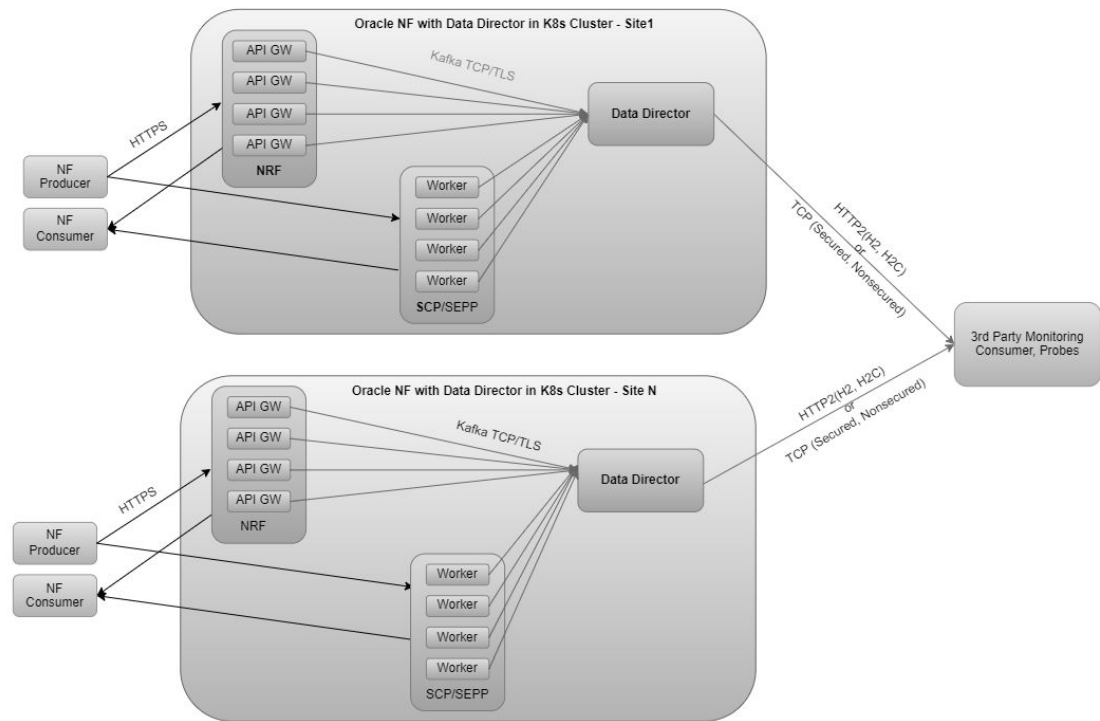 Oracle NF with Data Director in K8s Cluster - Site1
API GW
API GW
API GW
API GW
NRF
Kafka TCP/TLS
Data Director
HTTPS
NF
Producer
NF
Consumer
Worker
Worker
Worker
Worker
SCP/SEPP
HTTP2(H2, H2C)
or
TCP (Secured, Nonsecured)
3rd Party Monitoring
Consumer, Probes
Oracle NF with Data Director in K8s Cluster - Site N
API GW
API GW
API GW
API GW
NRF
Kafka TCP/TLS
Data Director
HTTPS
NF
Producer
NF
Consumer
Worker
Worker
Worker
Worker
SCP/SEPP
HTTP2(H2, H2C)
or
TCP (Secured, Nonsecured)